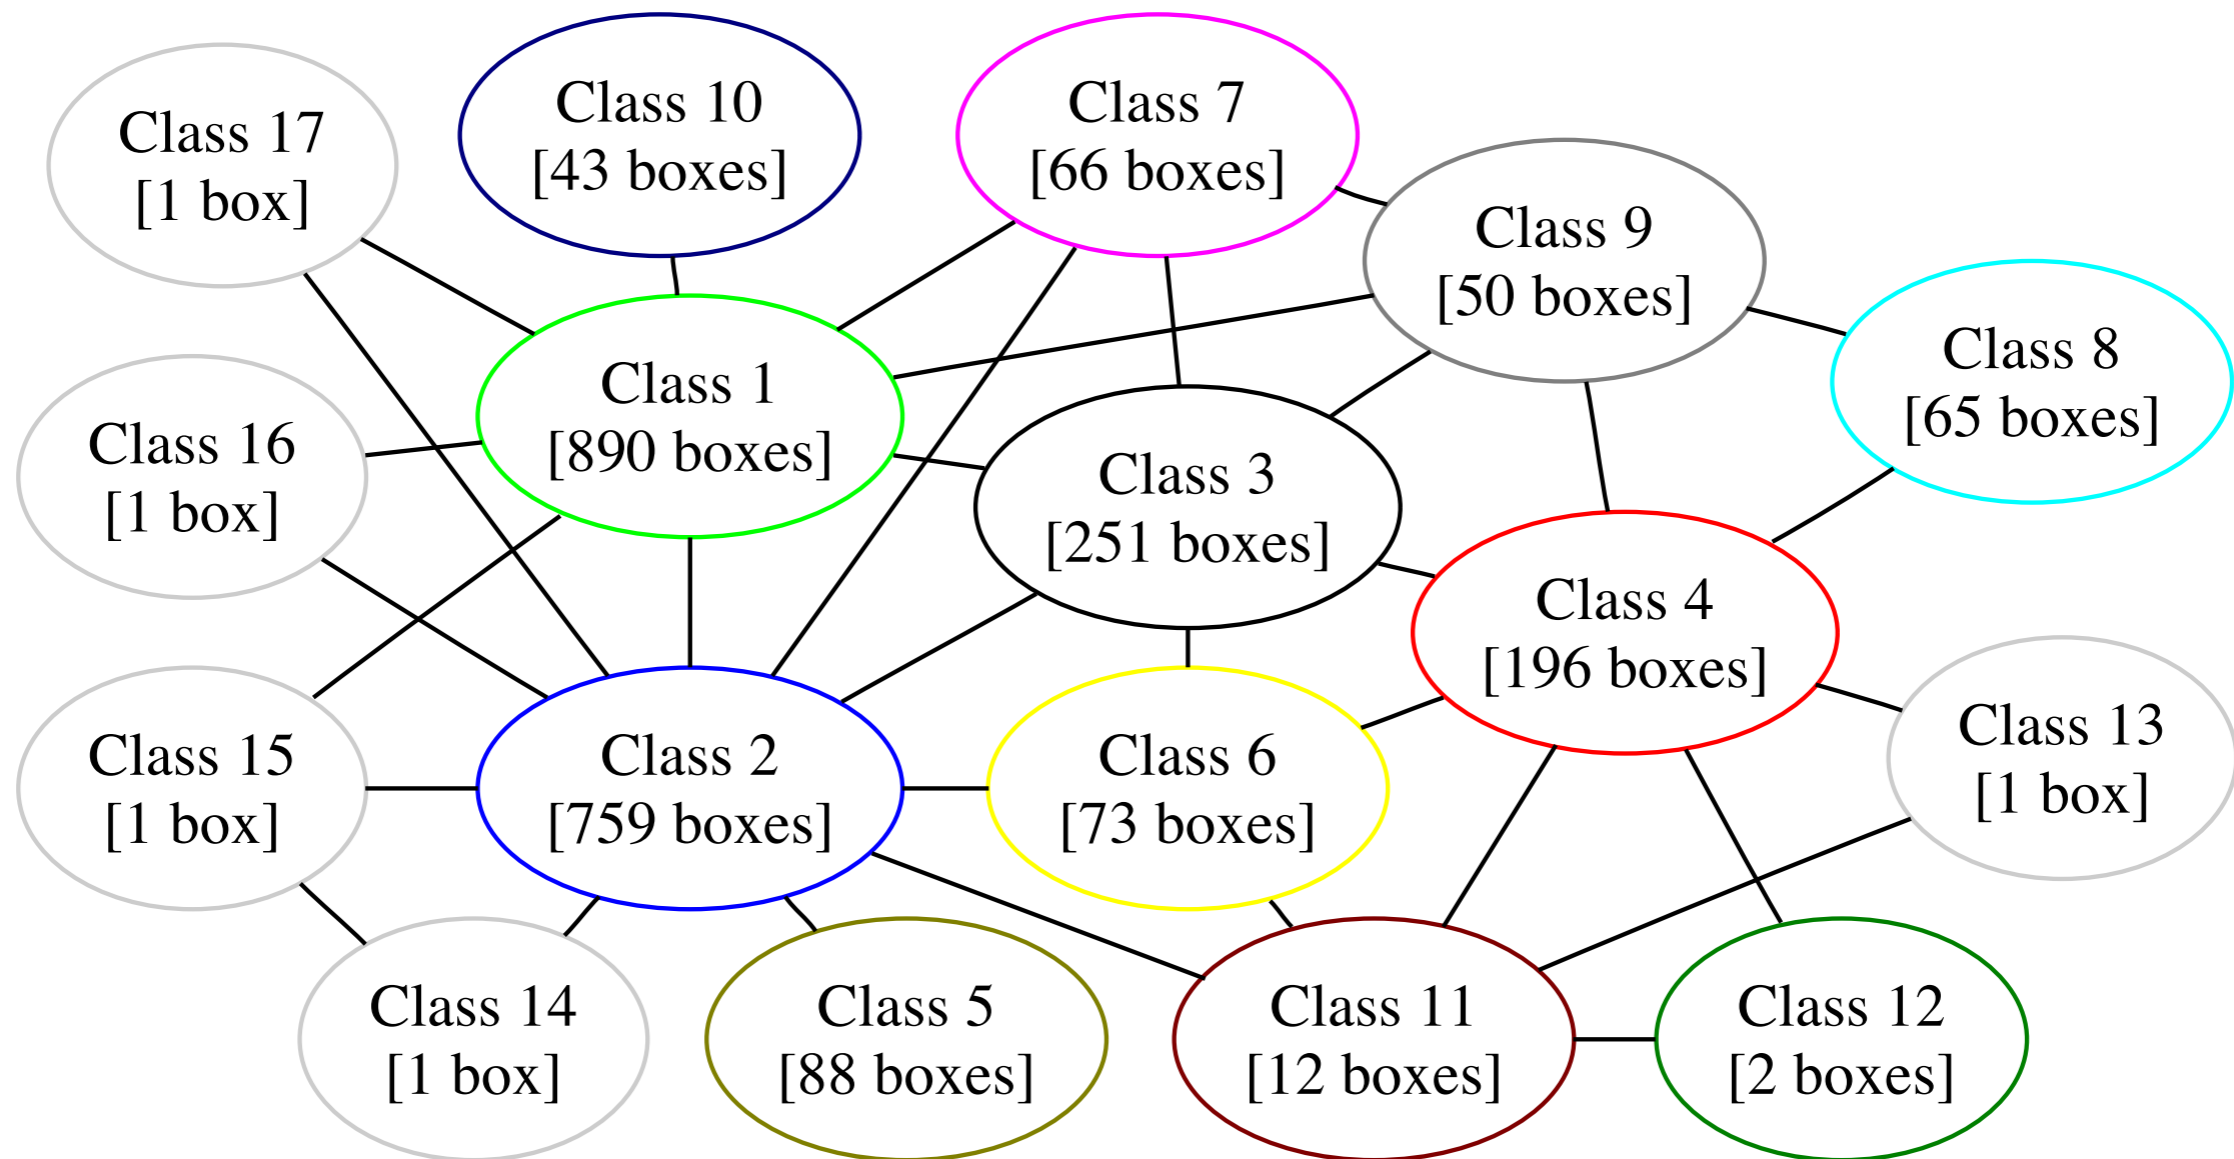 Class 17
[1 box]
Class 10
[43 boxes]
Class 7
[66 boxes]
Class 9
[50 boxes]
Class 8
[65 boxes]
Class 1
[890 boxes]
Class 16
[1 box]
Class 3
[251 boxes]
Class 4
[196 boxes]
Class 13
[1 box]
Class 15
[1 box]
Class 2
[759 boxes]
Class 6
[73 boxes]
Class 14
[1 box]
Class 5
[88 boxes]
Class 11
[12 boxes]
Class 12
[2 boxes]